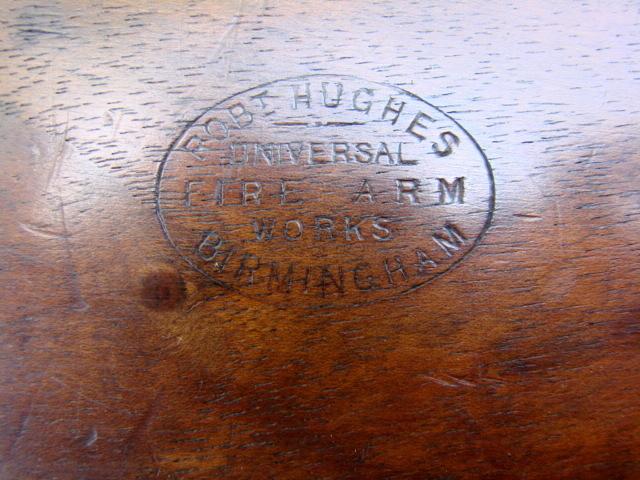 ROBT HUGHES
UNIVERSAL
FIRE ARM
WORKS
BIRMINGHAM